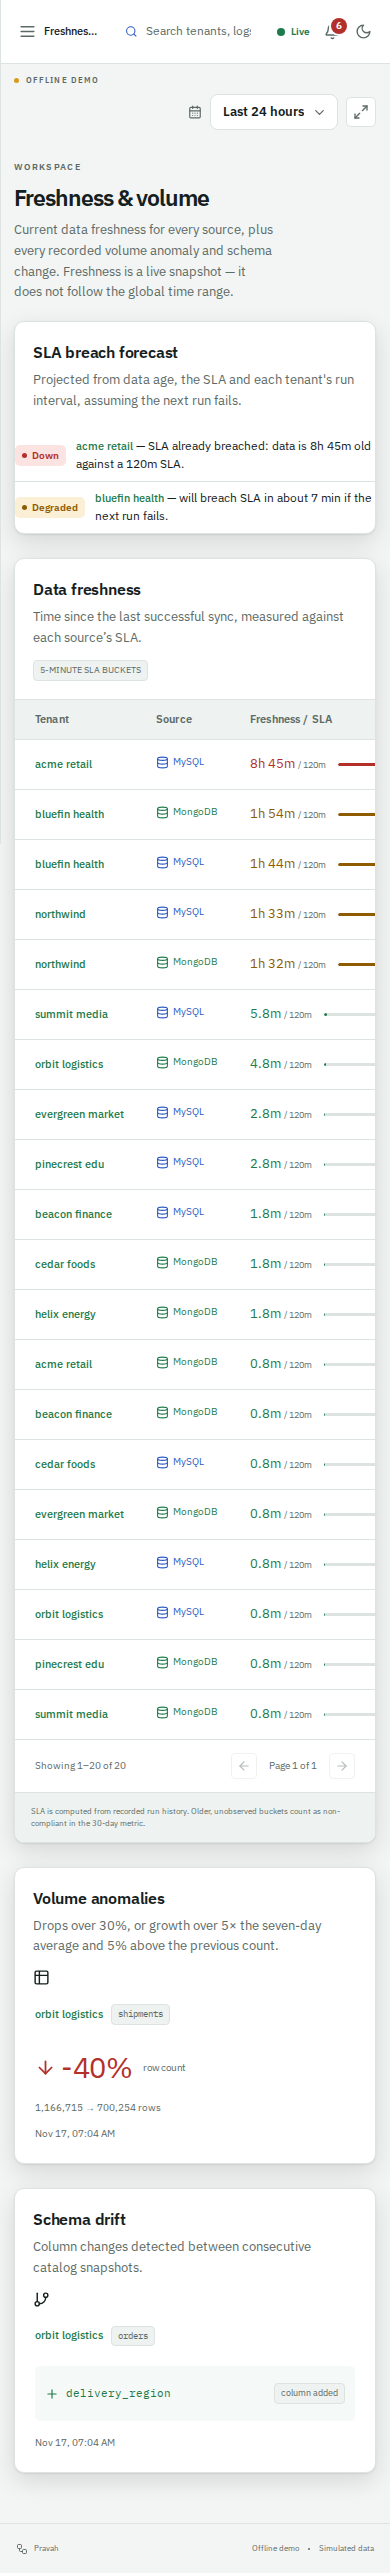 Freshnes...
Search tenants, log
Live
6
OFFLINE DEMO
Last 24 hours
WORKSPACE
Freshness & volume
Current data freshness for every source, plus
every recorded volume anomaly and schema
change. Freshness is a live snapshot — it
does not follow the global time range.
SLA breach forecast
Projected from data age, the SLA and each tenant's run
interval, assuming the next run fails.
Down
acme retail — SLA already breached: data is 8h 45m old
against a 120m SLA.
Degraded
bluefin health — will breach SLA in about 7 min if the
next run fails.
Data freshness
Time since the last successful sync, measured against
each source’s SLA.
5-MINUTE SLA BUCKETS
Tenant Source Freshness / SLA
acme retail MySQL 8h 45m / 120m
bluefin health MongoDB 1h 54m / 120m
bluefin health MySQL 1h 44m / 120m
northwind MySQL 1h 33m / 120m
northwind MongoDB 1h 32m / 120m
summit media MySQL 5.8m / 120m
orbit logistics MongoDB 4.8m / 120m
evergreen market MySQL 2.8m / 120m
pinecrest edu MySQL 2.8m / 120m
beacon finance MySQL 1.8m / 120m
cedar foods MongoDB 1.8m / 120m
helix energy MongoDB 1.8m / 120m
acme retail MongoDB 0.8m / 120m
beacon finance MongoDB 0.8m / 120m
cedar foods MySQL 0.8m / 120m
evergreen market MongoDB 0.8m / 120m
helix energy MySQL 0.8m / 120m
orbit logistics MySQL 0.8m / 120m
pinecrest edu MongoDB 0.8m / 120m
summit media MongoDB 0.8m / 120m
Showing 1–20 of 20
Page 1 of 1
SLA is computed from recorded run history. Older, unobserved buckets count as non-
compliant in the 30-day metric.
Volume anomalies
Drops over 30%, or growth over 5× the seven-day
average and 5% above the previous count.
orbit logistics shipments
-40% row count
1,166,715 → 700,254 rows
Nov 17, 07:04 AM
Schema drift
Column changes detected between consecutive
catalog snapshots.
orbit logistics orders
+ delivery_region column added
Nov 17, 07:04 AM
Pravah
Offline demo • Simulated data